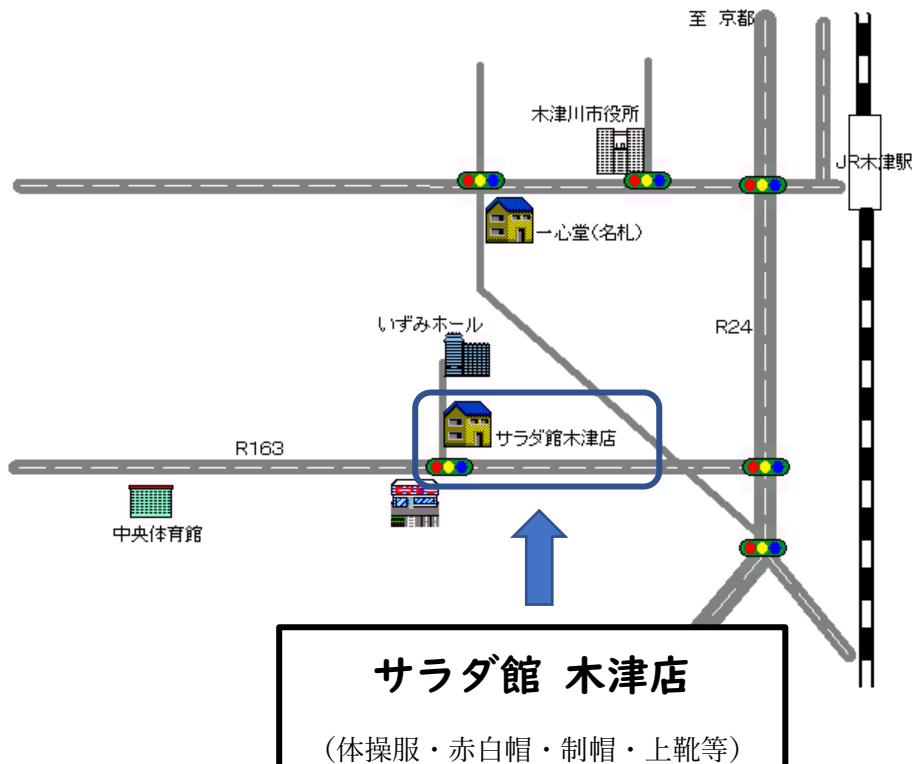 至 京都
木津川市役所
JR木津駅
一心堂(名札)
いずみホール
R24
サラダ館木津店
R163
中央体育館
サラダ館 木津店
(体操服・赤白帽・制帽・上靴等)